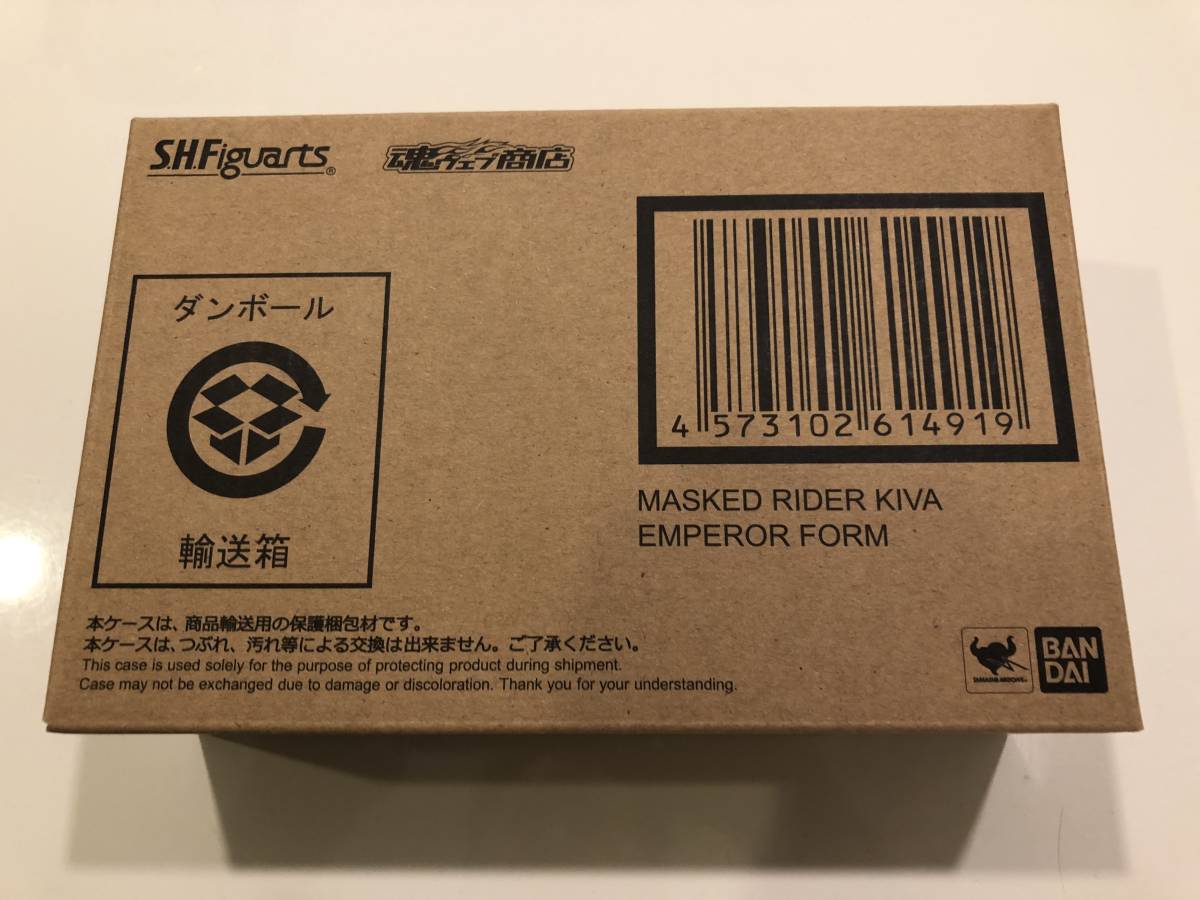 S.H.Figuarts®
魂ウェブ商店
ダンボール
輸送箱
4 573102 614919
MASKED RIDER KIVA
EMPEROR FORM
本ケースは、商品輸送用の保護梱包材です。
本ケースは、つぶれ、汚れ等による交換は出来ません。ご了承ください。
This case is used solely for the purpose of protecting product during shipment.
Case may not be exchanged due to damage or discoloration. Thank you for your understanding.
TAMASHII NATIONS
BAN
DAI